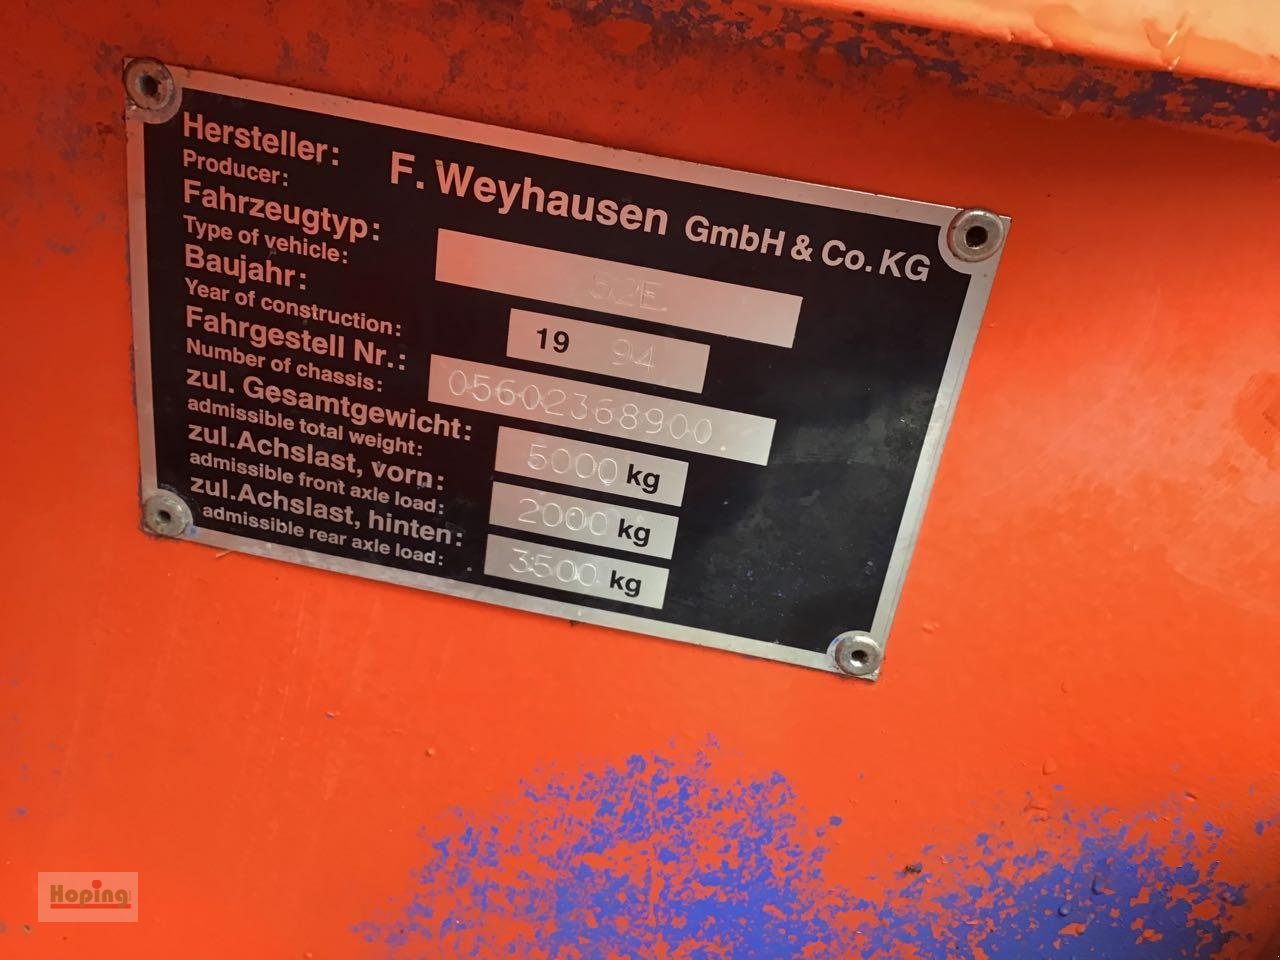 Hersteller: F. Weyhausen GmbH & Co. KG
Producer:
Fahrzeugtyp: 52E
Type of vehicle:
Baujahr: 19 94
Year of construction:
Fahrgestell Nr.: 05602368900.
Number of chassis:
zul. Gesamtgewicht: 5000 kg
admissible total weight:
zul.Achslast, vorn: 2000 kg
admissible front axle load:
zul.Achslast, hinten: 3500 kg
admissible rear axle load:
Hoping